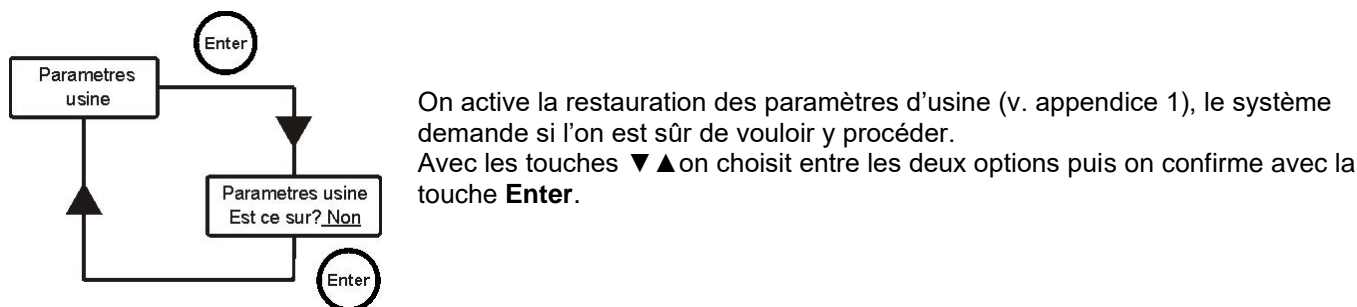 Enter
Parametres
usine
Parametres usine
Est ce sur? Non
Enter
On active la restauration des paramètres d’usine (v. appendice 1), le système
demande si l’on est sûr de vouloir y procéder.
Avec les touches ▼▲on choisit entre les deux options puis on confirme avec la
touche Enter.